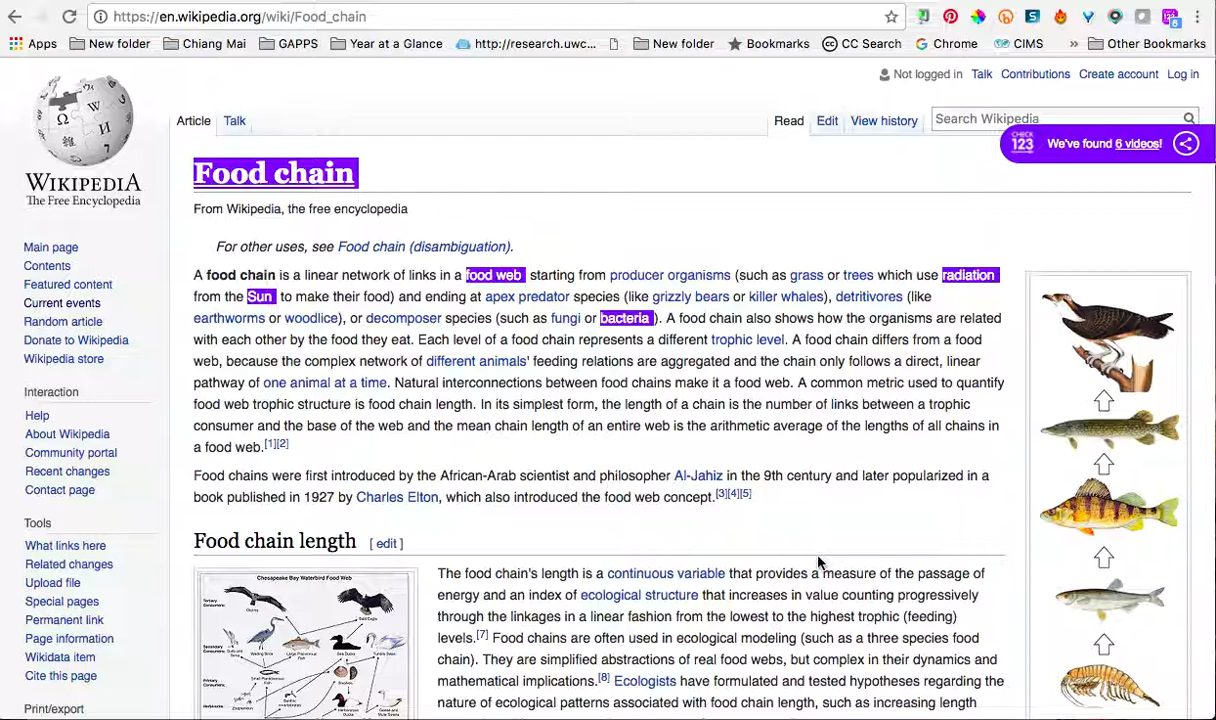 https://en.wikipedia.org/wiki/Food_chain
Apps New folder Chiang Mai GAPPS Year at a Glance http://research.uwc... New folder Bookmarks CC Search Chrome CIMS » Other Bookmarks
Not logged in Talk Contributions Create account Log in
Article Talk Read Edit View history Search Wikipedia
CHECK 123 We've found 6 videos!
WIKIPEDIA
The Free Encyclopedia
Main page
Contents
Featured content
Current events
Random article
Donate to Wikipedia
Wikipedia store
Interaction
Help
About Wikipedia
Community portal
Recent changes
Contact page
Tools
What links here
Related changes
Upload file
Special pages
Permanent link
Page information
Wikidata item
Cite this page
Print/export
Food chain
From Wikipedia, the free encyclopedia
For other uses, see Food chain (disambiguation).
A food chain is a linear network of links in a food web starting from producer organisms (such as grass or trees which use radiation
from the Sun to make their food) and ending at apex predator species (like grizzly bears or killer whales), detritivores (like
earthworms or woodlice), or decomposer species (such as fungi or bacteria ). A food chain also shows how the organisms are related
with each other by the food they eat. Each level of a food chain represents a different trophic level. A food chain differs from a food
web, because the complex network of different animals' feeding relations are aggregated and the chain only follows a direct, linear
pathway of one animal at a time. Natural interconnections between food chains make it a food web. A common metric used to quantify
food web trophic structure is food chain length. In its simplest form, the length of a chain is the number of links between a trophic
consumer and the base of the web and the mean chain length of an entire web is the arithmetic average of the lengths of all chains in
a food web.[1][2]
Food chains were first introduced by the African-Arab scientist and philosopher Al-Jahiz in the 9th century and later popularized in a
book published in 1927 by Charles Elton, which also introduced the food web concept.[3][4][5]
Food chain length [ edit ]
Chesapeake Bay Waterbird Food Web
The food chain's length is a continuous variable that provides a measure of the passage of
energy and an index of ecological structure that increases in value counting progressively
through the linkages in a linear fashion from the lowest to the highest trophic (feeding)
levels.[7] Food chains are often used in ecological modeling (such as a three species food
chain). They are simplified abstractions of real food webs, but complex in their dynamics and
mathematical implications.[8] Ecologists have formulated and tested hypotheses regarding the
nature of ecological patterns associated with food chain length, such as increasing length